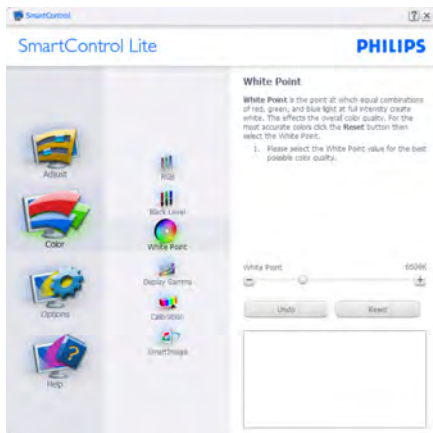 SmartControl
SmartControl Lite
PHILIPS
Adjust
Color
Options
Help
RGB
Black Level
White Point
Display Gamma
Calibration
SmartImage
White Point
White Point is the point at which equal combinations
of red, green, and blue light at full intensity create
white. This effects the overall color quality. For the
most accurate colors click the Reset button then
select the White Point.
1. Please select the White Point value for the best
possible color quality.
White Point 6506K
Undo
Reset